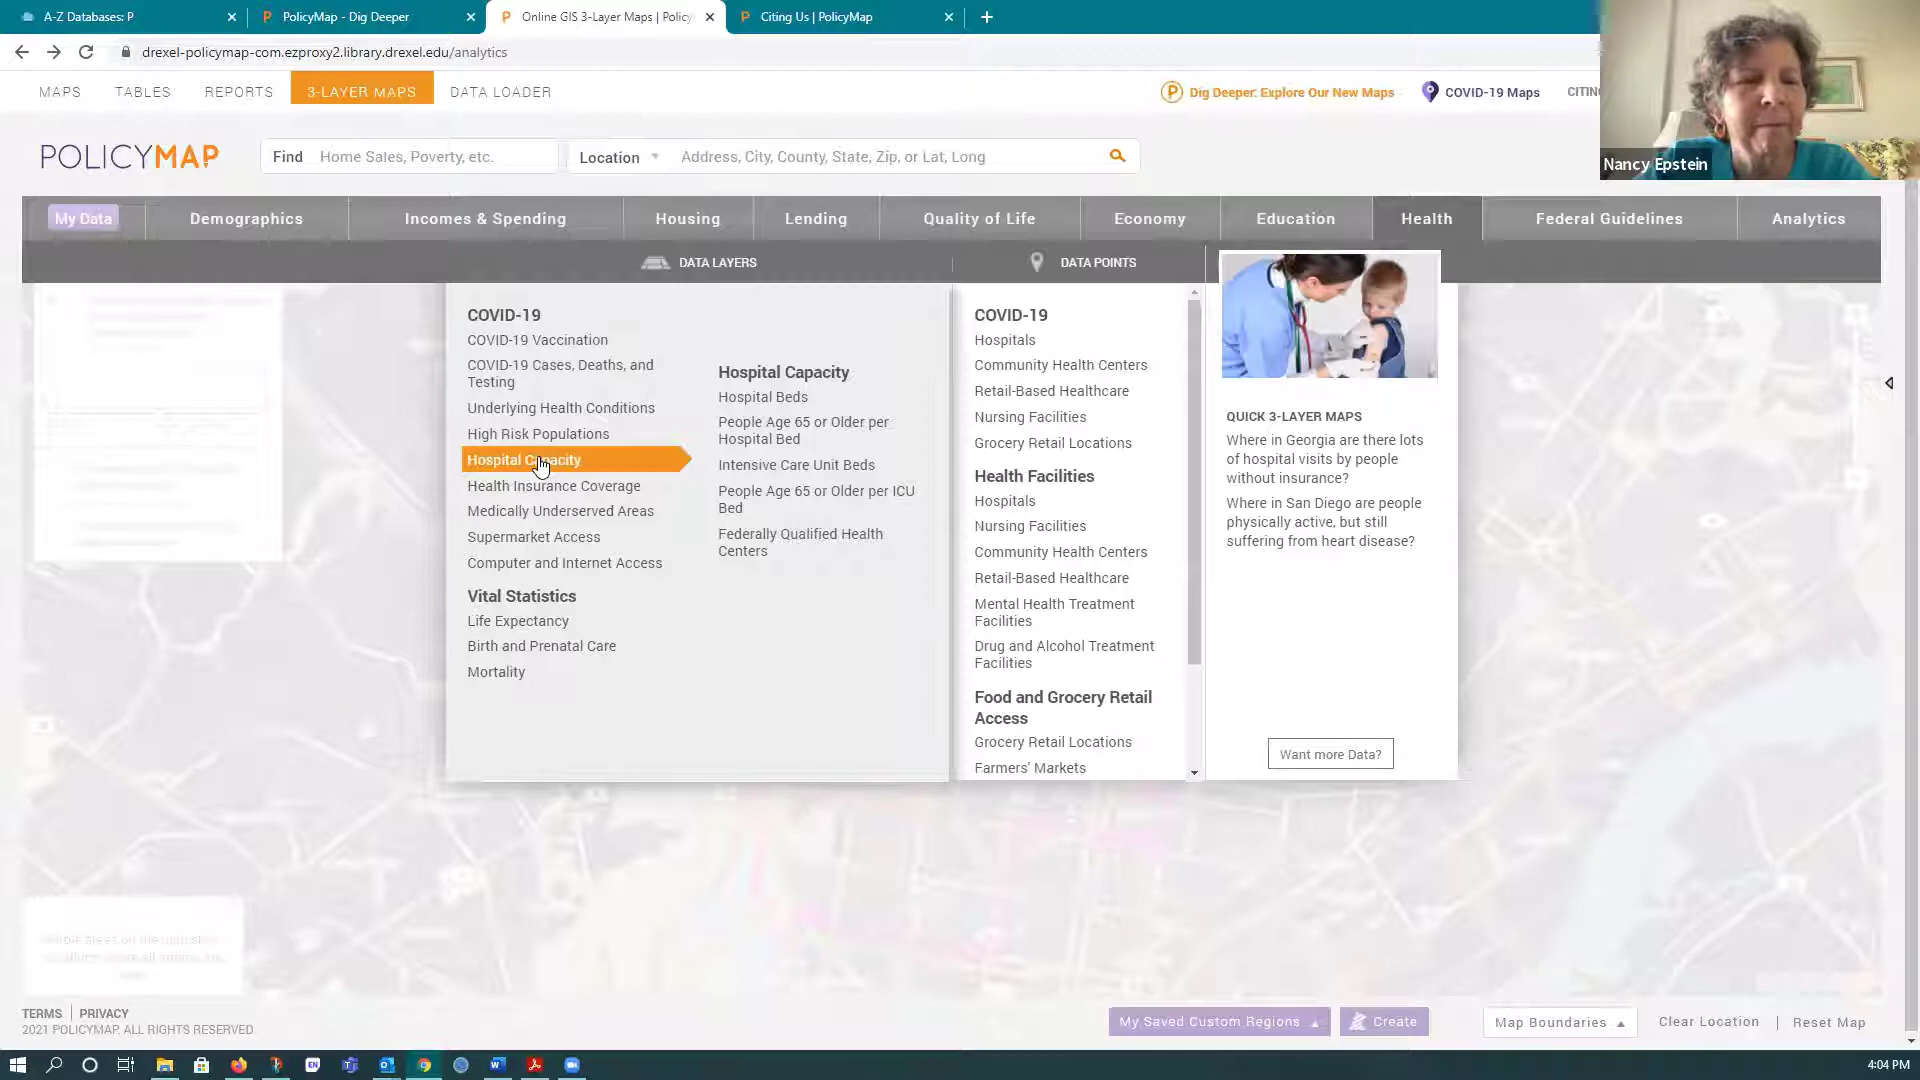 A-Z Databases: P
PolicyMap - Dig Deeper
Online GIS 3-Layer Maps | Policy
Citing Us | PolicyMap
drexel-policymap-com.ezproxy2.library.drexel.edu/analytics
MAPS
TABLES
REPORTS
3-LAYER MAPS
DATA LOADER
Dig Deeper: Explore Our New Maps
COVID-19 Maps
Nancy Epstein
POLICYMAP
Find
Home Sales, Poverty, etc.
Location
Address, City, County, State, Zip, or Lat, Long
My Data
Demographics
Incomes & Spending
Housing
Lending
Quality of Life
Economy
Education
Health
Federal Guidelines
Analytics
DATA LAYERS
DATA POINTS
COVID-19
COVID-19 Vaccination
COVID-19 Cases, Deaths, and
Testing
Underlying Health Conditions
High Risk Populations
Hospital Capacity
Health Insurance Coverage
Medically Underserved Areas
Supermarket Access
Computer and Internet Access
Vital Statistics
Life Expectancy
Birth and Prenatal Care
Mortality
Hospital Capacity
Hospital Beds
People Age 65 or Older per
Hospital Bed
Intensive Care Unit Beds
People Age 65 or Older per ICU
Bed
Federally Qualified Health
Centers
COVID-19
Hospitals
Community Health Centers
Retail-Based Healthcare
Nursing Facilities
Grocery Retail Locations
Health Facilities
Hospitals
Nursing Facilities
Community Health Centers
Retail-Based Healthcare
Mental Health Treatment
Facilities
Drug and Alcohol Treatment
Facilities
Food and Grocery Retail
Access
Grocery Retail Locations
Farmers' Markets
QUICK 3-LAYER MAPS
Where in Georgia are there lots
of hospital visits by people
without insurance?
Where in San Diego are people
physically active, but still
suffering from heart disease?
Want more Data?
TERMS | PRIVACY
2021 POLICYMAP. ALL RIGHTS RESERVED
My Saved Custom Regions
Create
Map Boundaries
Clear Location
Reset Map
EN
4:04 PM